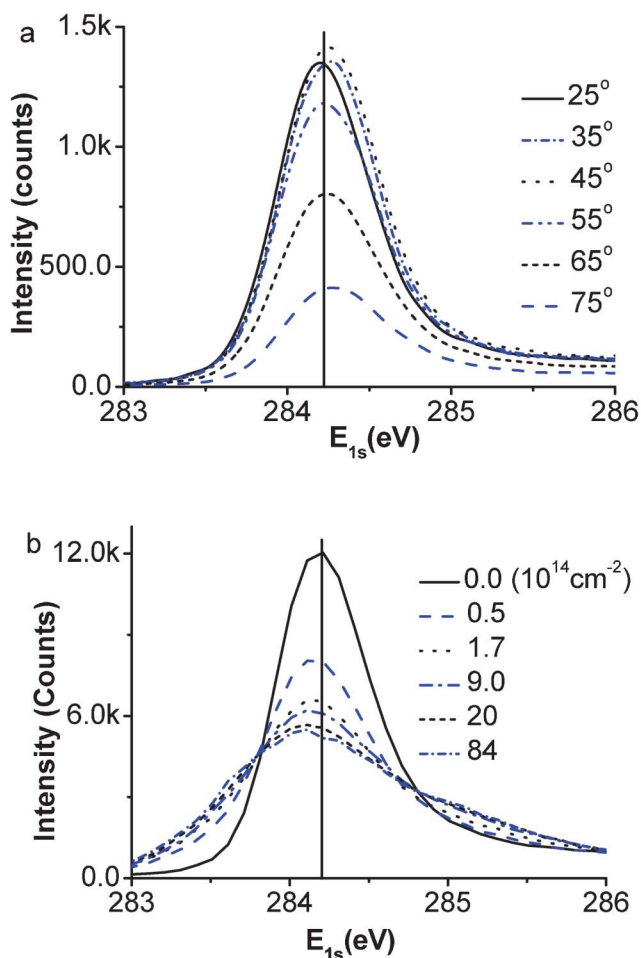 a
1.5k
1.0k
500.0
0.0
Intensity (counts)
25°
35°
45°
55°
65°
75°
283 284 285 286
E1s(eV)
b
12.0k
6.0k
0.0
Intensity (Counts)
0.0 (10^14cm^-2)
0.5
1.7
9.0
20
84
283 284 285 286
E1s(eV)